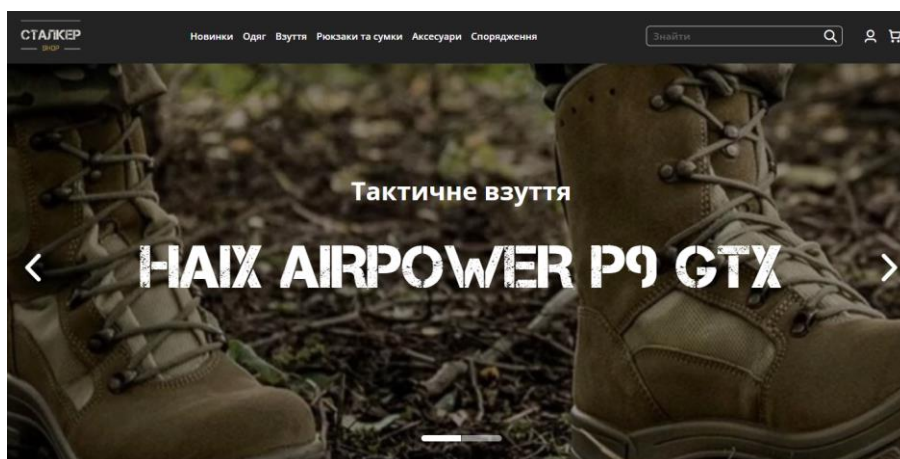 СТАЛКЕР
SHOP
Новинки Одяг Взуття Рюкзаки та сумки Аксесуари Спорядження
Знайти
Тактичне взуття
HAIX AIRPOWER P9 GTX